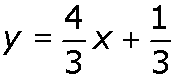 y = 4/3 x + 1/3